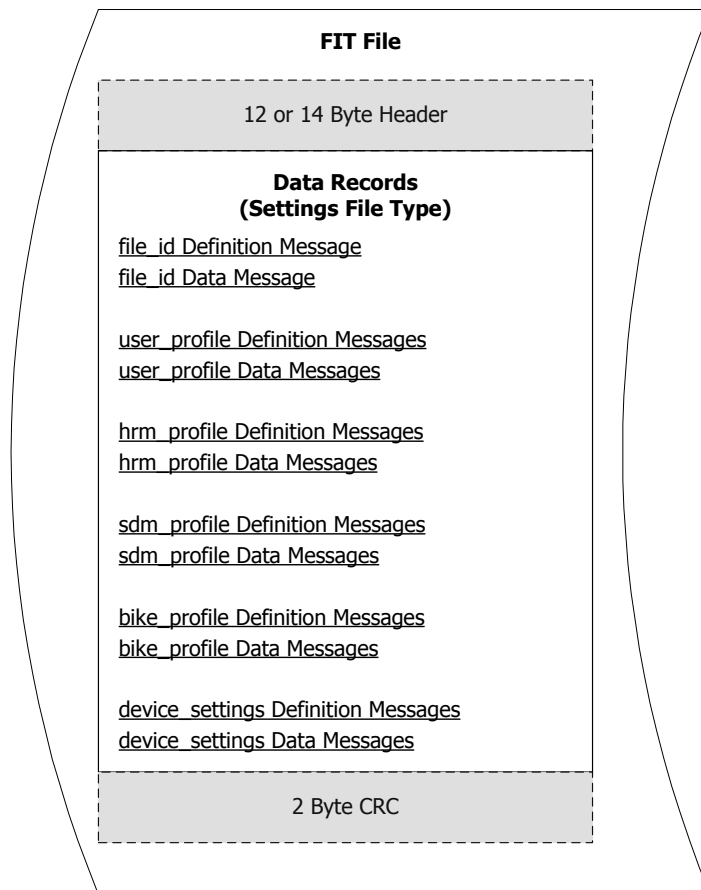 FIT File
12 or 14 Byte Header
Data Records
(Settings File Type)
file_id Definition Message
file_id Data Message
user_profile Definition Messages
user_profile Data Messages
hrm_profile Definition Messages
hrm_profile Data Messages
sdm_profile Definition Messages
sdm_profile Data Messages
bike_profile Definition Messages
bike_profile Data Messages
device_settings Definition Messages
device_settings Data Messages
2 Byte CRC